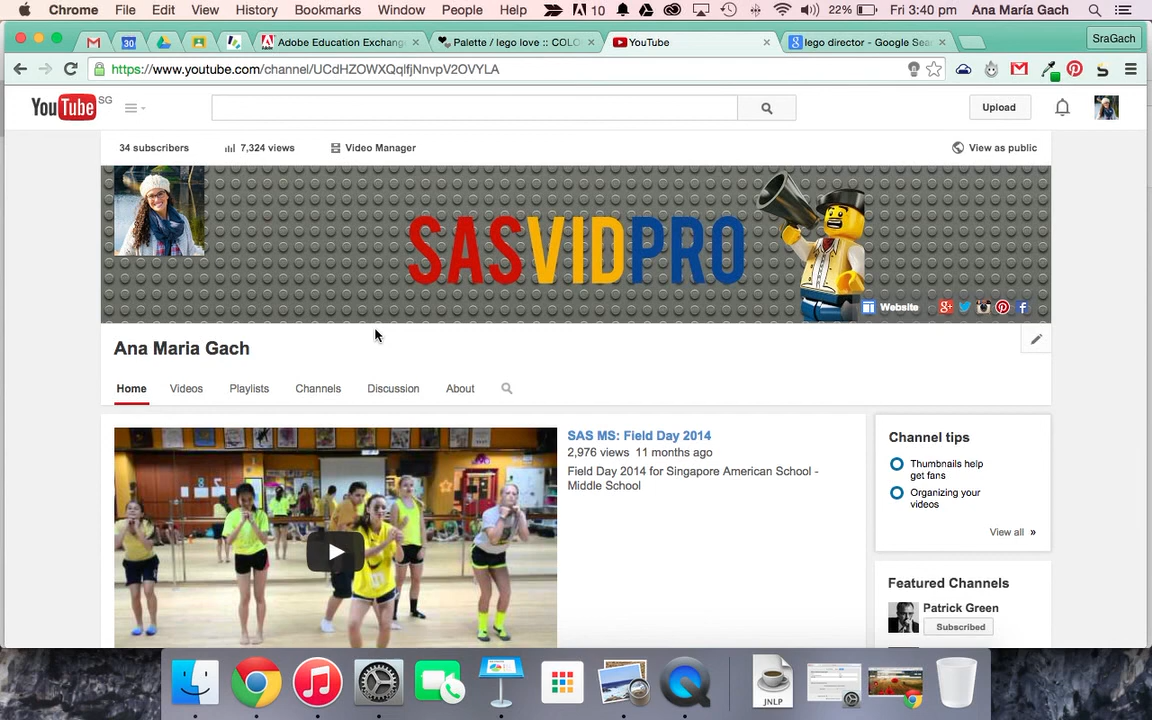 Chrome File Edit View History Bookmarks Window People Help 10 22% Fri 3:40 pm Ana María Gach
30 Adobe Education Exchang × Palette / lego love :: COLO × YouTube × lego director - Google Sear × SraGach
https://www.youtube.com/channel/UCdHZOWXQqlfjNnvpV2OVYLA
YouTube SG Upload
34 subscribers 7,324 views Video Manager View as public
SASVIDPRO
Website
Ana Maria Gach
Home Videos Playlists Channels Discussion About
SAS MS: Field Day 2014
2,976 views 11 months ago
Field Day 2014 for Singapore American School -
Middle School
Channel tips
Thumbnails help
get fans
Organizing your
videos
View all »
Featured Channels
Patrick Green
Subscribed
JNLP